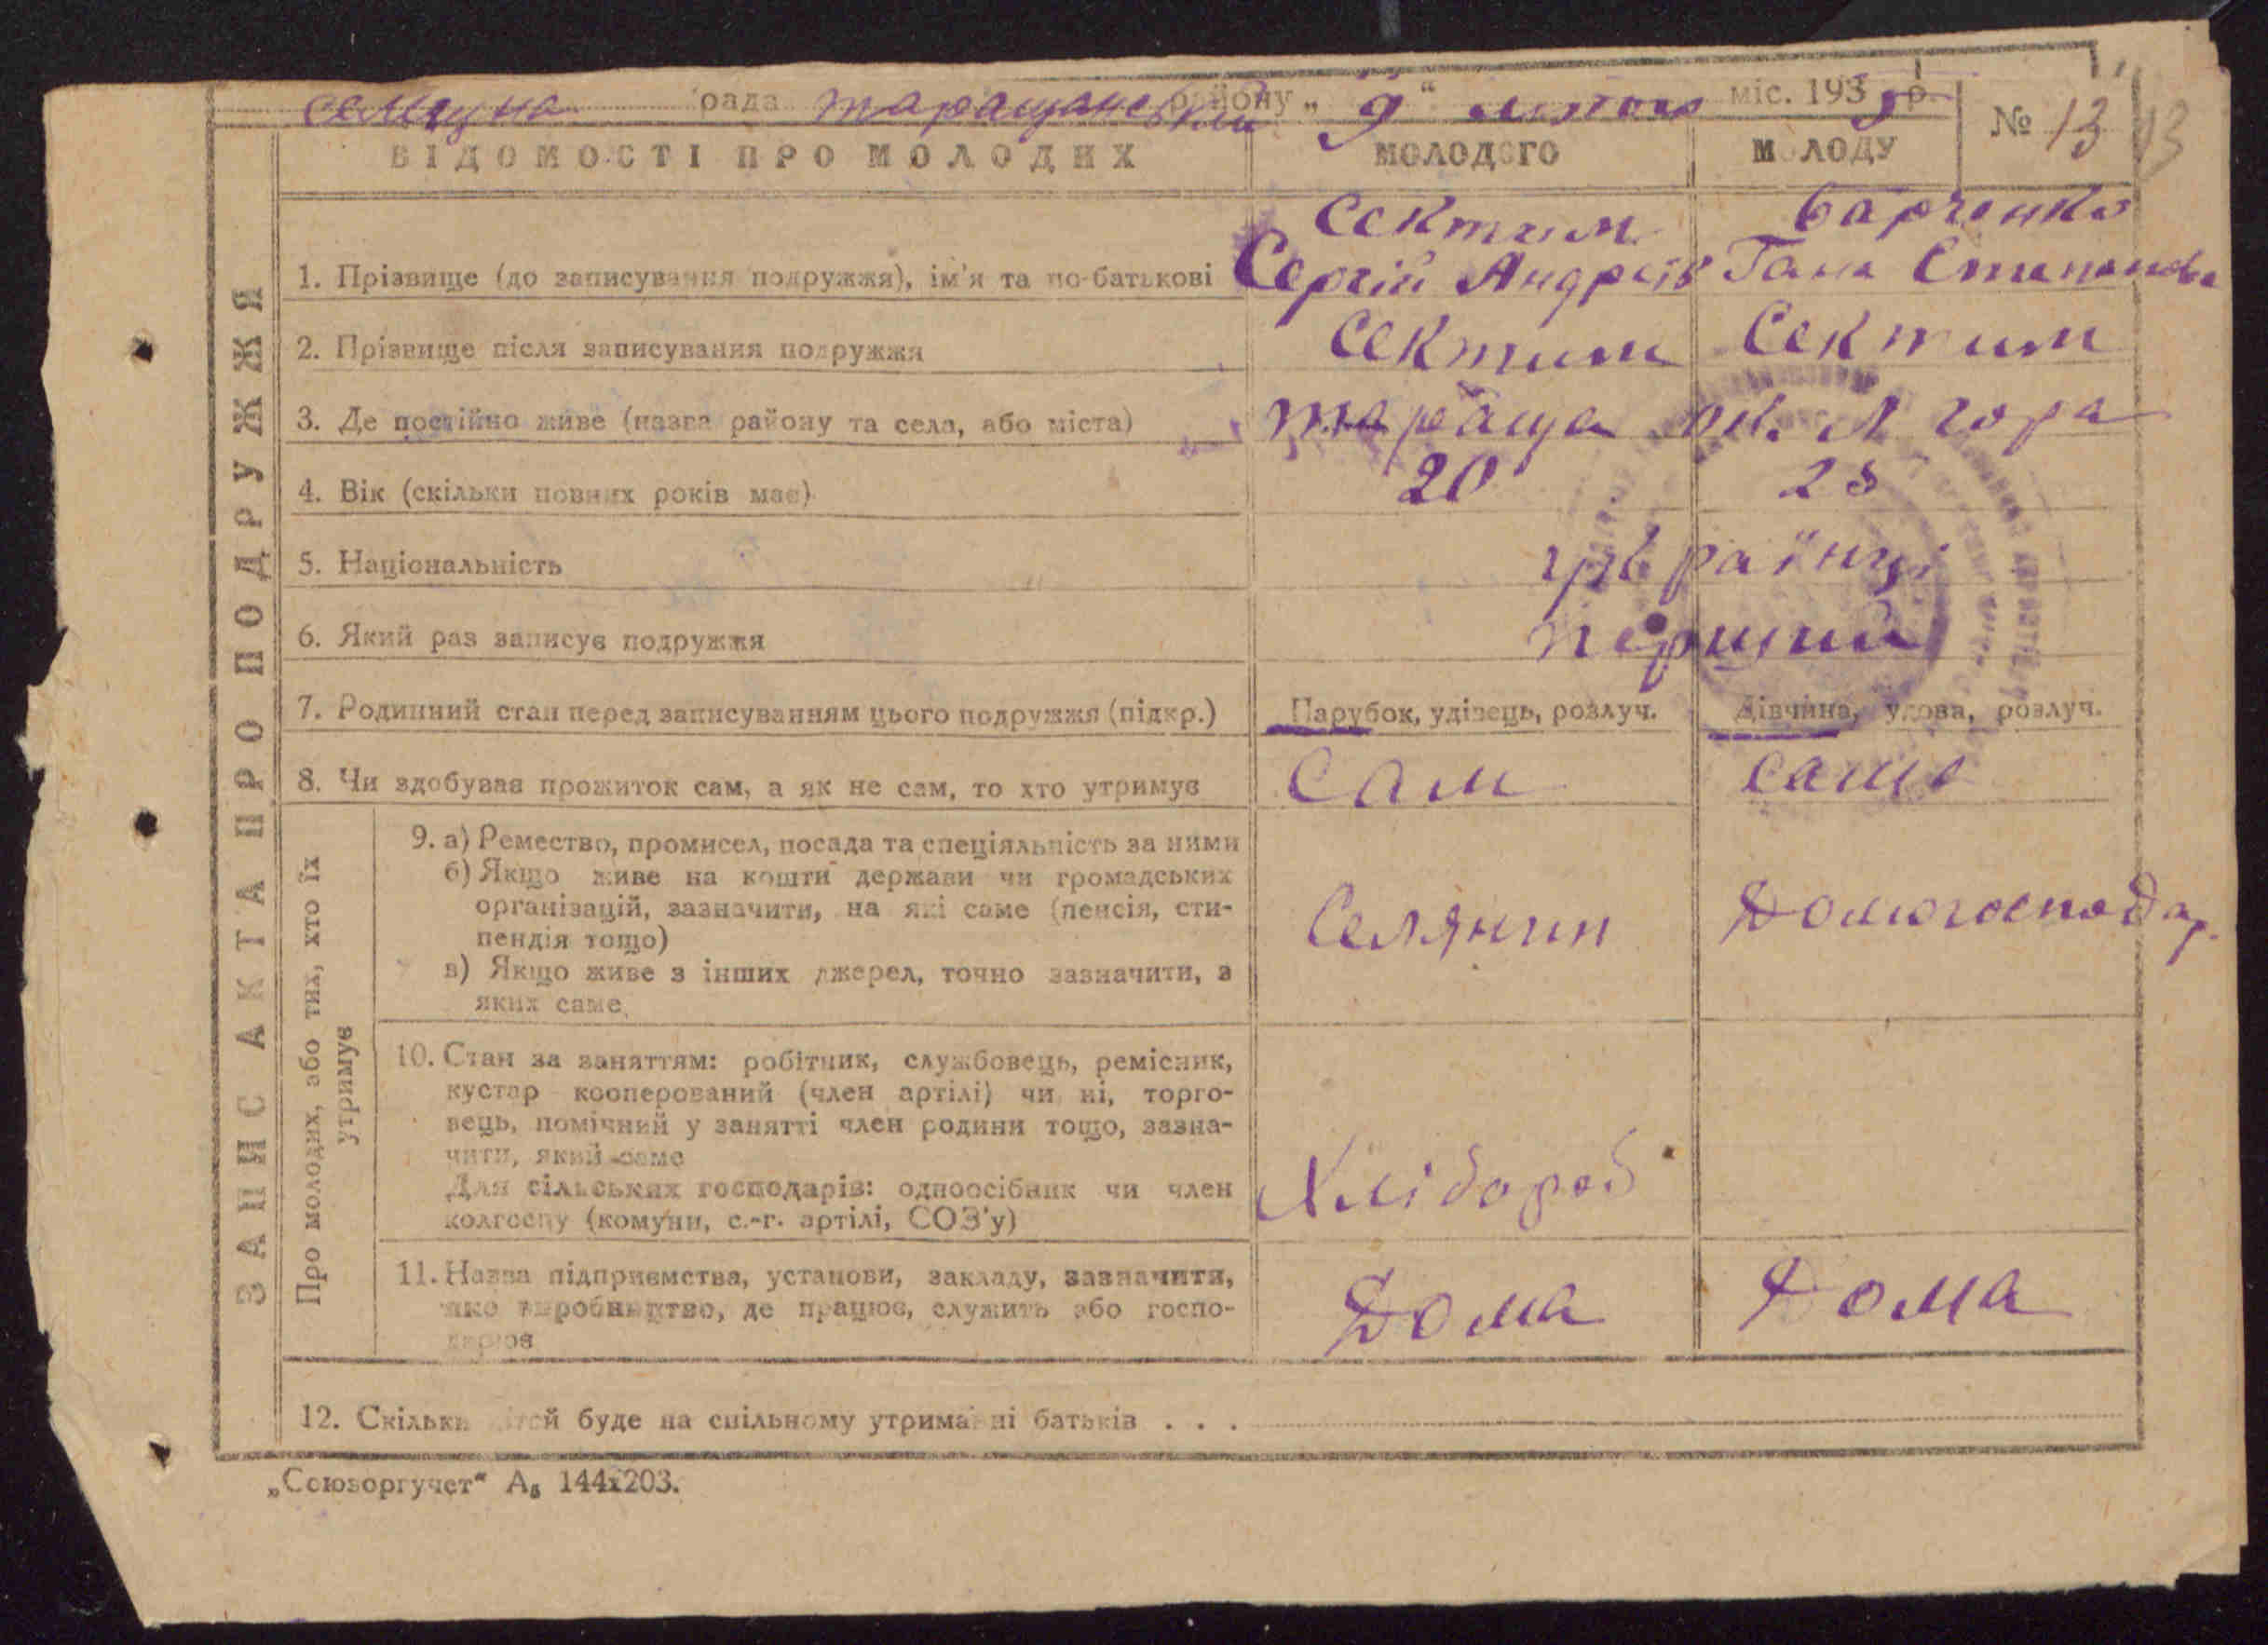 рада таращанський району „ 9 “ лютого міс. 193 р.
№ 13 13
ЗАПИС АКТА ПРО ПОДРУЖЖЯ
ВІДОМОСТІ ПРО МОЛОДИХ МОЛОДОГО МОЛОДУ
Сектим Барченко
1. Прізвище (до записування подружжя), ім'я та по-батькові Сергій Андреїв Гана Степанова
2. Прізвище після записування подружжя Сектим Сектим
3. Де постійно живе (назва району та села, або міста) Тараща гора
4. Вік (скільки повних років має) 20 23
5. Національність українці
6. Який раз записує подружжя перший
7. Родинний стан перед записуванням цього подружжя (підкр.) Парубок, удівець, розлуч. Дівчина, удова, розлуч.
8. Чи здобував прожиток сам, а як не сам, то хто утримує Сам сама
Про молодих, або тих, хто їх утримує
9. а) Ремество, промисел, посада та спеціяльність за ними
б) Якщо живе на кошти держави чи громадських
організацій, зазначити, на які саме (пенсія, сти-
пендія тощо)
в) Якщо живе з інших джерел, точно зазначити, з
яких саме
Селянин Домогосподар.
10. Стан за заняттям: робітник, службовець, ремісник,
кустар кооперований (член артілі) чи ні, торго-
вець, помічний у занятті член родини тощо, зазна-
чити, який саме
Для сільських господарів: одноосібник чи член
колгоспу (комуни, с.-г. артілі, СОЗ'у)
Хлібороб
11. Назва підприємства, установи, закладу, зазначити,
яке виробництво, де працює, служить або госпо-
дарює
Дома Дома
12. Скільки дітей буде на спільному утриманні батьків . . .
„Союзоргучет“ А₅ 144х203.